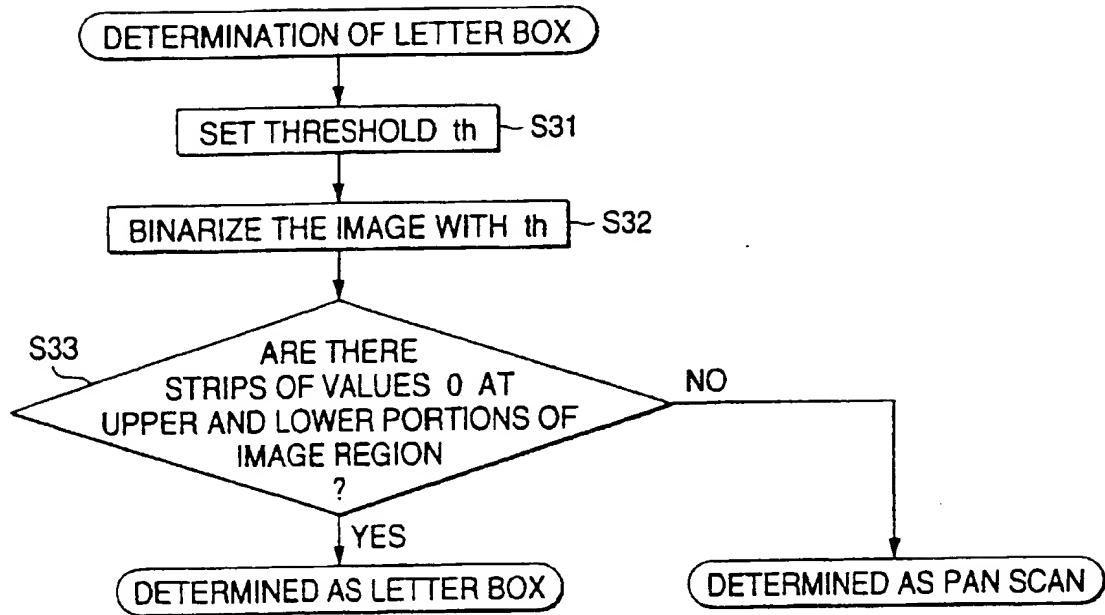 DETERMINATION OF LETTER BOX
SET THRESHOLD th
S31
BINARIZE THE IMAGE WITH th
S32
S33
ARE THERE
STRIPS OF VALUES 0 AT
UPPER AND LOWER PORTIONS OF
IMAGE REGION
?
NO
YES
DETERMINED AS LETTER BOX
DETERMINED AS PAN SCAN